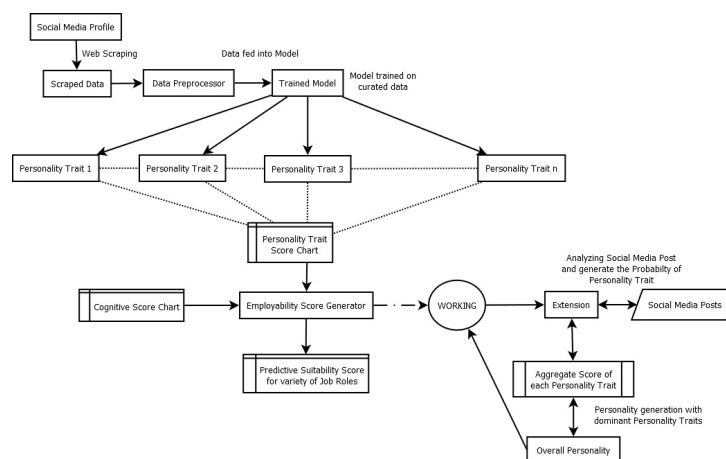 Social Media Profile
Web Scraping
Data fed into Model
Scraped Data
Data Preprocessor
Trained Model
Model trained on
curated data
Personality Trait 1
Personality Trait 2
Personality Trait 3
Personality Trait n
Personality Trait
Score Chart
Analyzing Social Media Post
and generate the Probabilty of
Personality Trait
Cognitive Score Chart
Employability Score Generator
WORKING
Extension
Social Media Posts
Predictive Suitability Score
for variety of Job Roles
Aggregate Score of
each Personality Trait
Personality generation with
dominant Personality Traits
Overall Personality